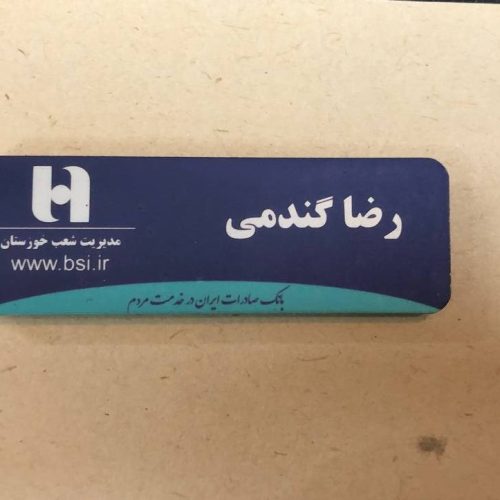 رضا گندمی
مدیریت شعب خوزستان
www.bsi.ir
بانک صادرات ایران در خدمت مردم